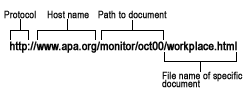 Protocol Host name Path to document
http://www.apa.org/monitor/oct00/workplace.html
File name of specific
document